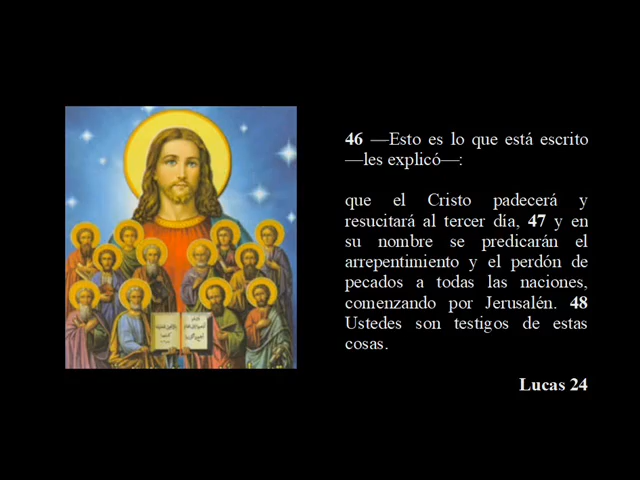 46 —Esto es lo que está escrito
—les explicó—:
que el Cristo padecerá y
resucitará al tercer día, 47 y en
su nombre se predicarán el
arrepentimiento y el perdón de
pecados a todas las naciones,
comenzando por Jerusalén. 48
Ustedes son testigos de estas
cosas.
Lucas 24